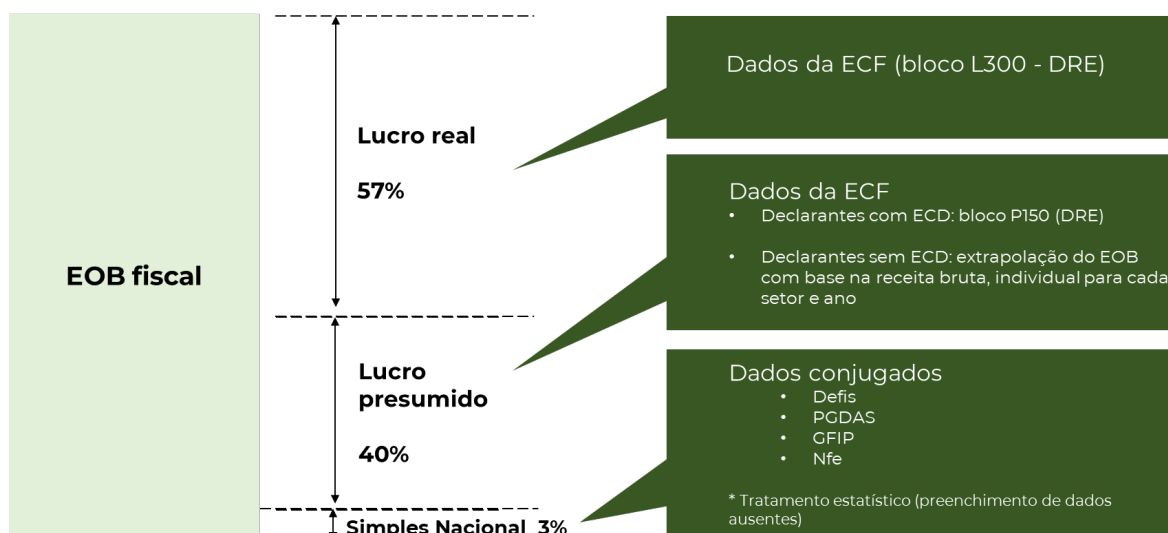 EOB fiscal
Lucro real
57%
Lucro
presumido
40%
Simples Nacional 3%
Dados da ECF (bloco L300 - DRE)
Dados da ECF
• Declarantes com ECD: bloco P150 (DRE)
• Declarantes sem ECD: extrapolação do EOB
com base na receita bruta, individual para cada
setor e ano
Dados conjugados
• Defis
• PGDAS
• GFIP
• Nfe
* Tratamento estatístico (preenchimento de dados
ausentes)